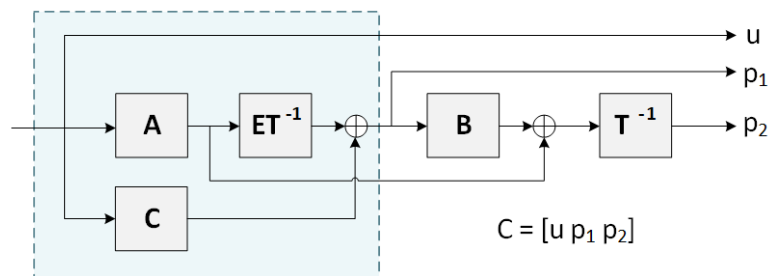 u
p₁
A
ET⁻¹
B
T⁻¹
p₂
C
C = [u p₁ p₂]